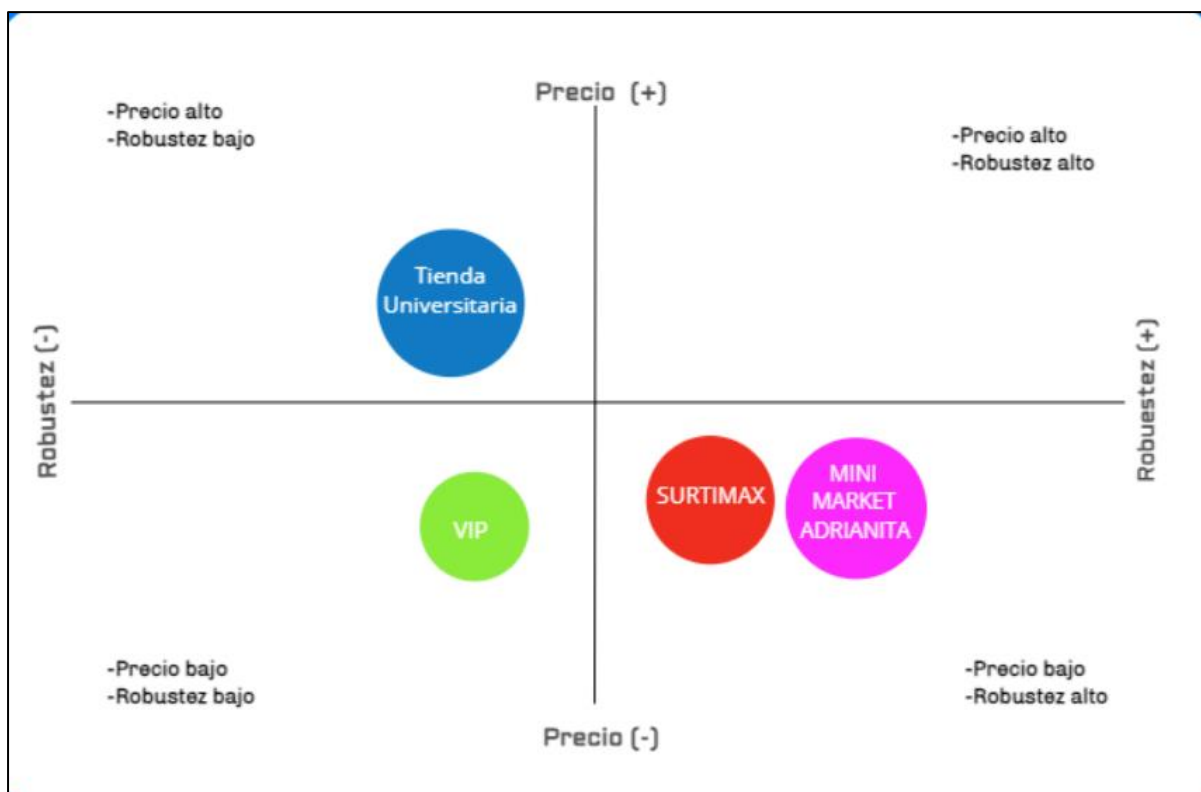 Precio (+)
-Precio alto
-Robustez bajo
-Precio alto
-Robustez alto
Tienda
Universitaria
Robustez (-)
Robuestez (+)
VIP
SURTIMAX
MINI
MARKET
ADRIANITA
-Precio bajo
-Robustez bajo
-Precio bajo
-Robustez alto
Precio (-)